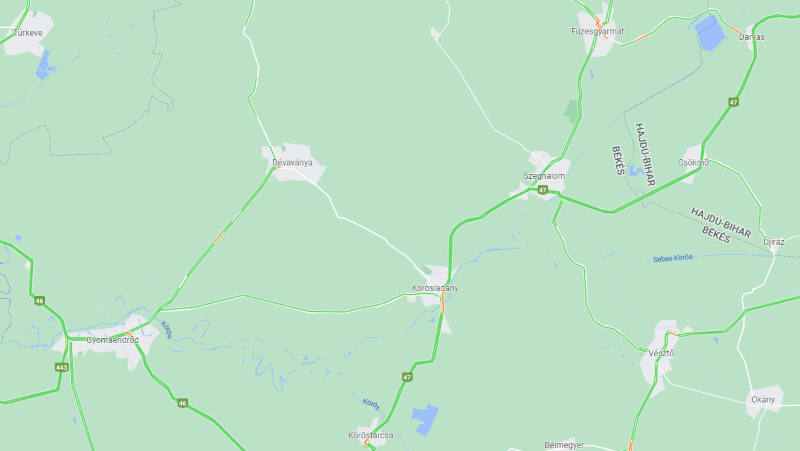 Túrkeve
Füzesgyarmat
Darvas
47
HAJDÚ-BIHAR
BÉKÉS
Dévaványa
Csökmő
Szeghalom
47
HAJDÚ-BIHAR
BÉKÉS
Újiráz
Sebes Körös
Körösladány
46
Körös
Gyomaendrőd
Vésztő
443
47
46
Körös
Okány
Köröstarcsa
Bélmegyer